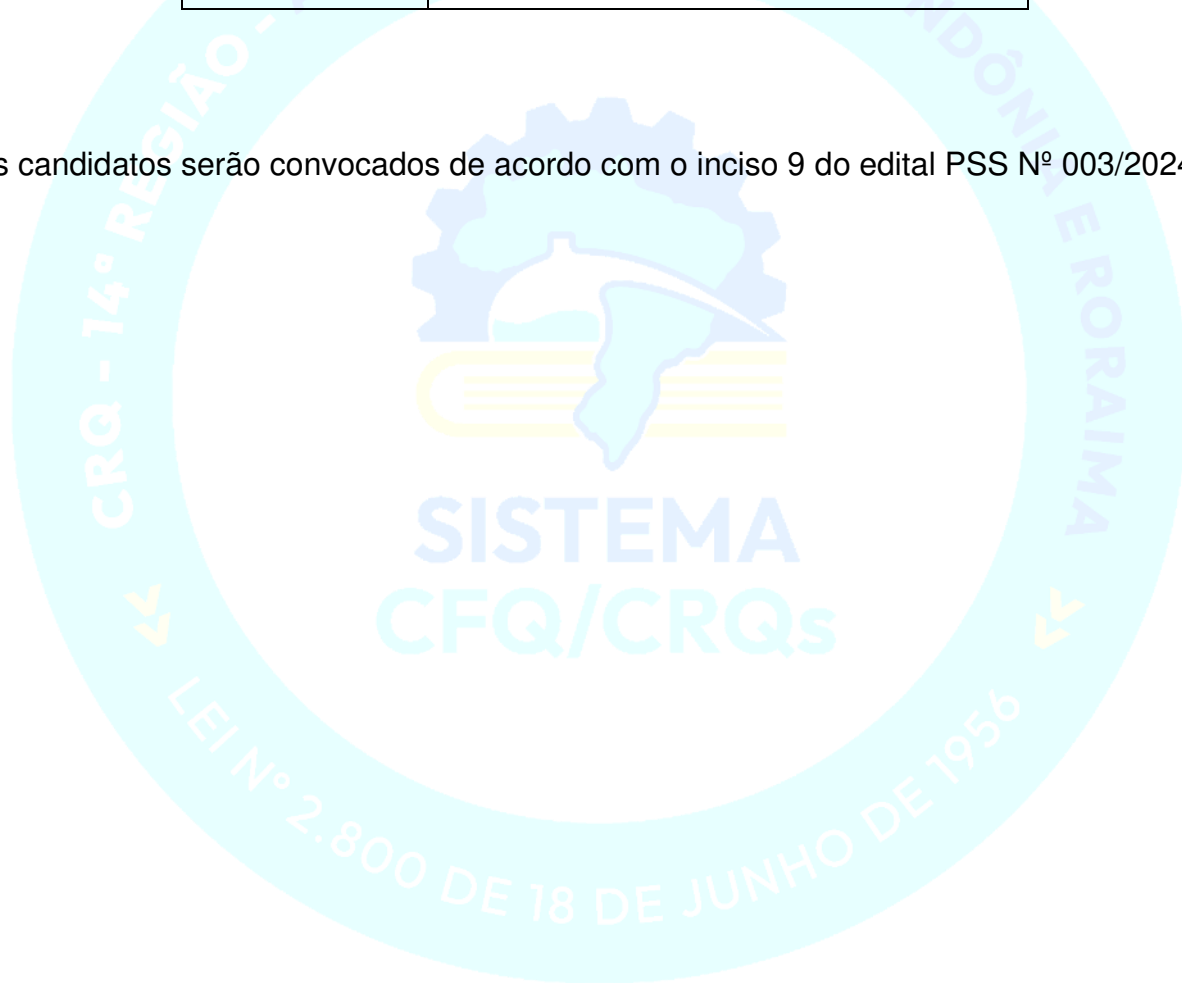 s candidatos serão convocados de acordo com o inciso 9 do edital PSS Nº 003/2024
CRQ - 14ª REGIÃO -
NDÔNIA E RORAIMA
SISTEMA
CFQ/CRQs
LEI Nº 2.800 DE 18 DE JUNHO DE 1956